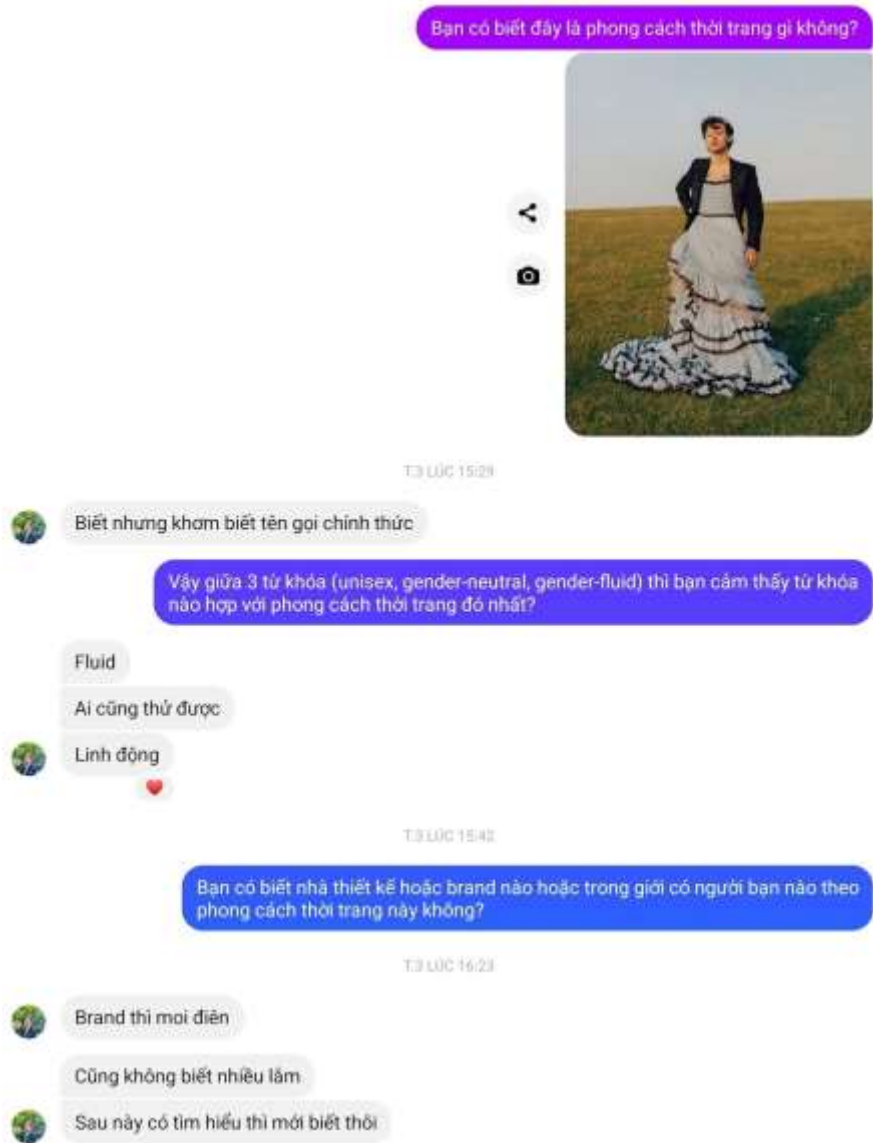 Bạn có biết đây là phong cách thời trang gì không?
T.3 LÚC 15:29
Biết nhưng khơm biết tên gọi chính thức
Vậy giữa 3 từ khóa (unisex, gender-neutral, gender-fluid) thì bạn cảm thấy từ khóa
nào hợp với phong cách thời trang đó nhất?
Fluid
Ai cũng thử được
Linh động
T.3 LÚC 15:42
Bạn có biết nhà thiết kế hoặc brand nào hoặc trong giới có người bạn nào theo
phong cách thời trang này không?
T.3 LÚC 16:23
Brand thì moi điên
Cũng không biết nhiều lắm
Sau này có tìm hiểu thì mới biết thôi